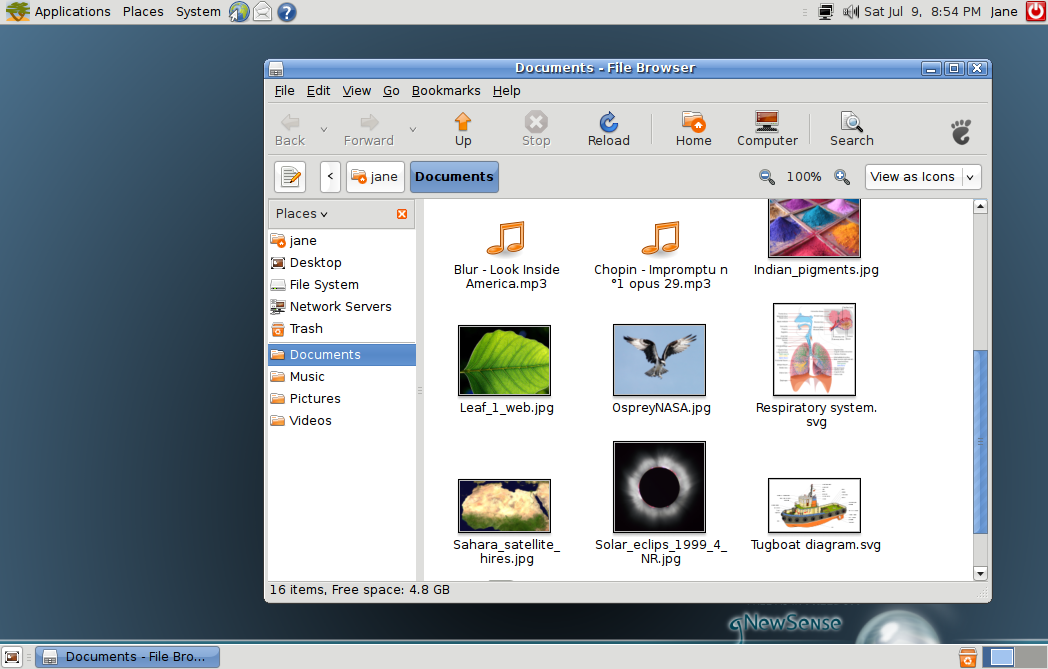 Applications Places System
Sat Jul 9, 8:54 PM Jane
Documents - File Browser
File Edit View Go Bookmarks Help
Back Forward Up Stop Reload Home Computer Search
< jane Documents 100% View as Icons
Places
jane
Desktop
File System
Network Servers
Trash
Documents
Music
Pictures
Videos
Blur - Look Inside
America.mp3
Chopin - Impromptu n
°1 opus 29.mp3
Indian_pigments.jpg
Leaf_1_web.jpg
OspreyNASA.jpg
Respiratory system.
svg
Sahara_satellite_
hires.jpg
Solar_eclips_1999_4_
NR.jpg
Tugboat diagram.svg
16 items, Free space: 4.8 GB
gNewSense
Documents - File Bro...